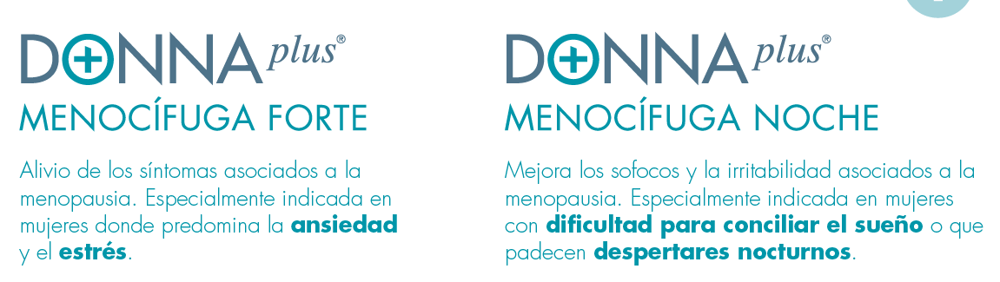 DONNA plus®
MENOCÍFUGA FORTE
Alivio de los síntomas asociados a la
menopausia. Especialmente indicada en
mujeres donde predomina la ansiedad
y el estrés.
DONNA plus®
MENOCÍFUGA NOCHE
Mejora los sofocos y la irritabilidad asociados a la
menopausia. Especialmente indicada en mujeres
con dificultad para conciliar el sueño o que
padecen despertares nocturnos.